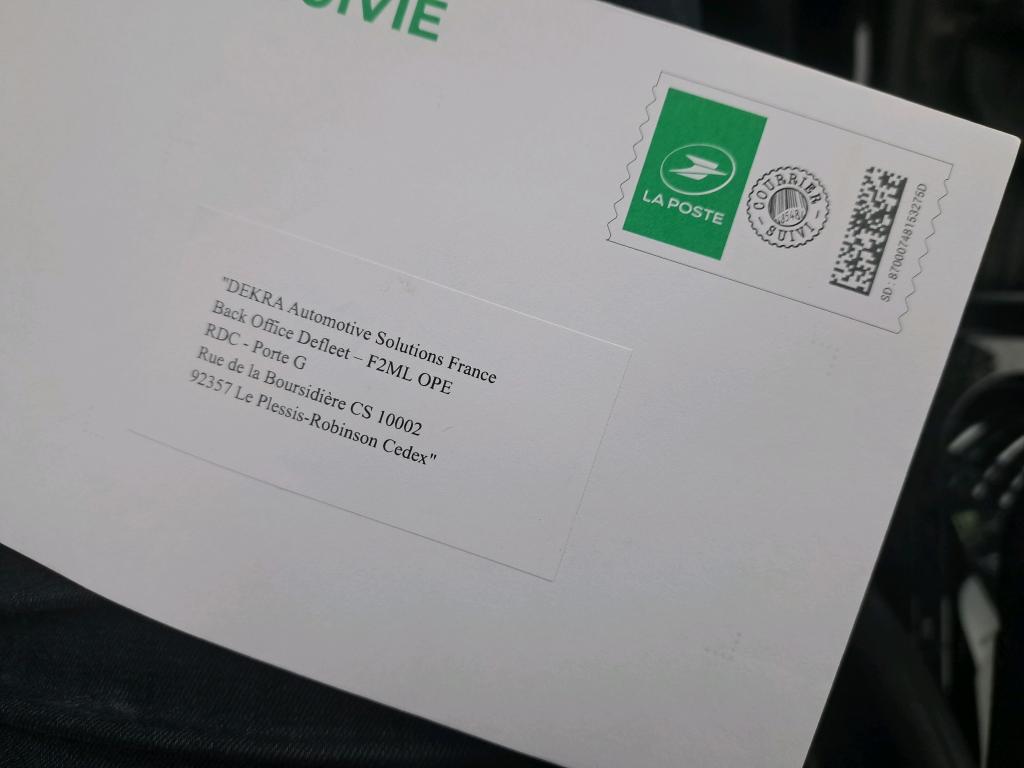 SUIVIE
LA POSTE
COURRIER
SUIVI
SD : 87000748153275D
"DEKRA Automotive Solutions France
Back Office Defleet – F2ML OPE
RDC - Porte G
Rue de la Boursidière CS 10002
92357 Le Plessis-Robinson Cedex"